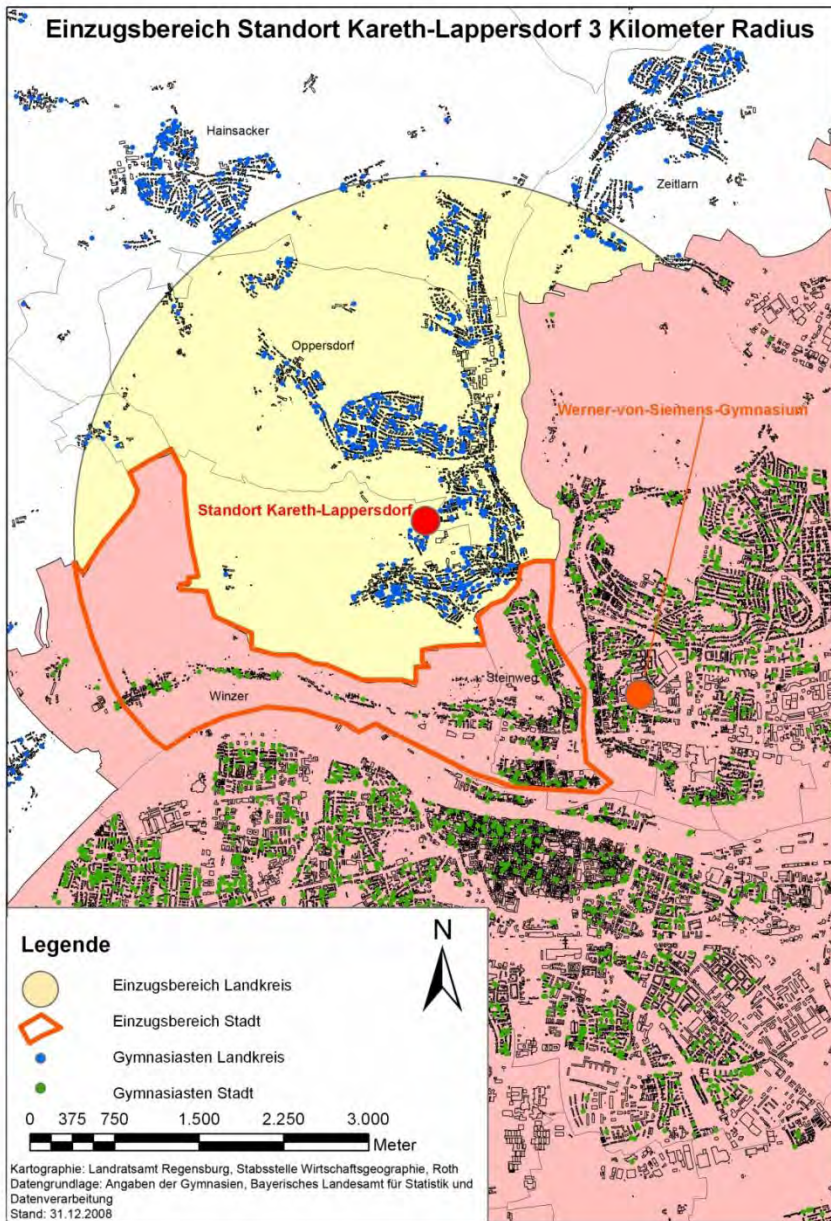 Einzugsbereich Standort Kareth-Lappersdorf 3 Kilometer Radius
Hainsacker
Zeitlarn
Oppersdorf
Werner-von-Siemens-Gymnasium
Standort Kareth-Lappersdorf
Steinweg
Winzer
Legende
N
Einzugsbereich Landkreis
Einzugsbereich Stadt
Gymnasiasten Landkreis
Gymnasiasten Stadt
0 375 750 1.500 2.250 3.000
Meter
Kartographie: Landratsamt Regensburg, Stabsstelle Wirtschaftsgeographie, Roth
Datengrundlage: Angaben der Gymnasien, Bayerisches Landesamt für Statistik und
Datenverarbeitung
Stand: 31.12.2008